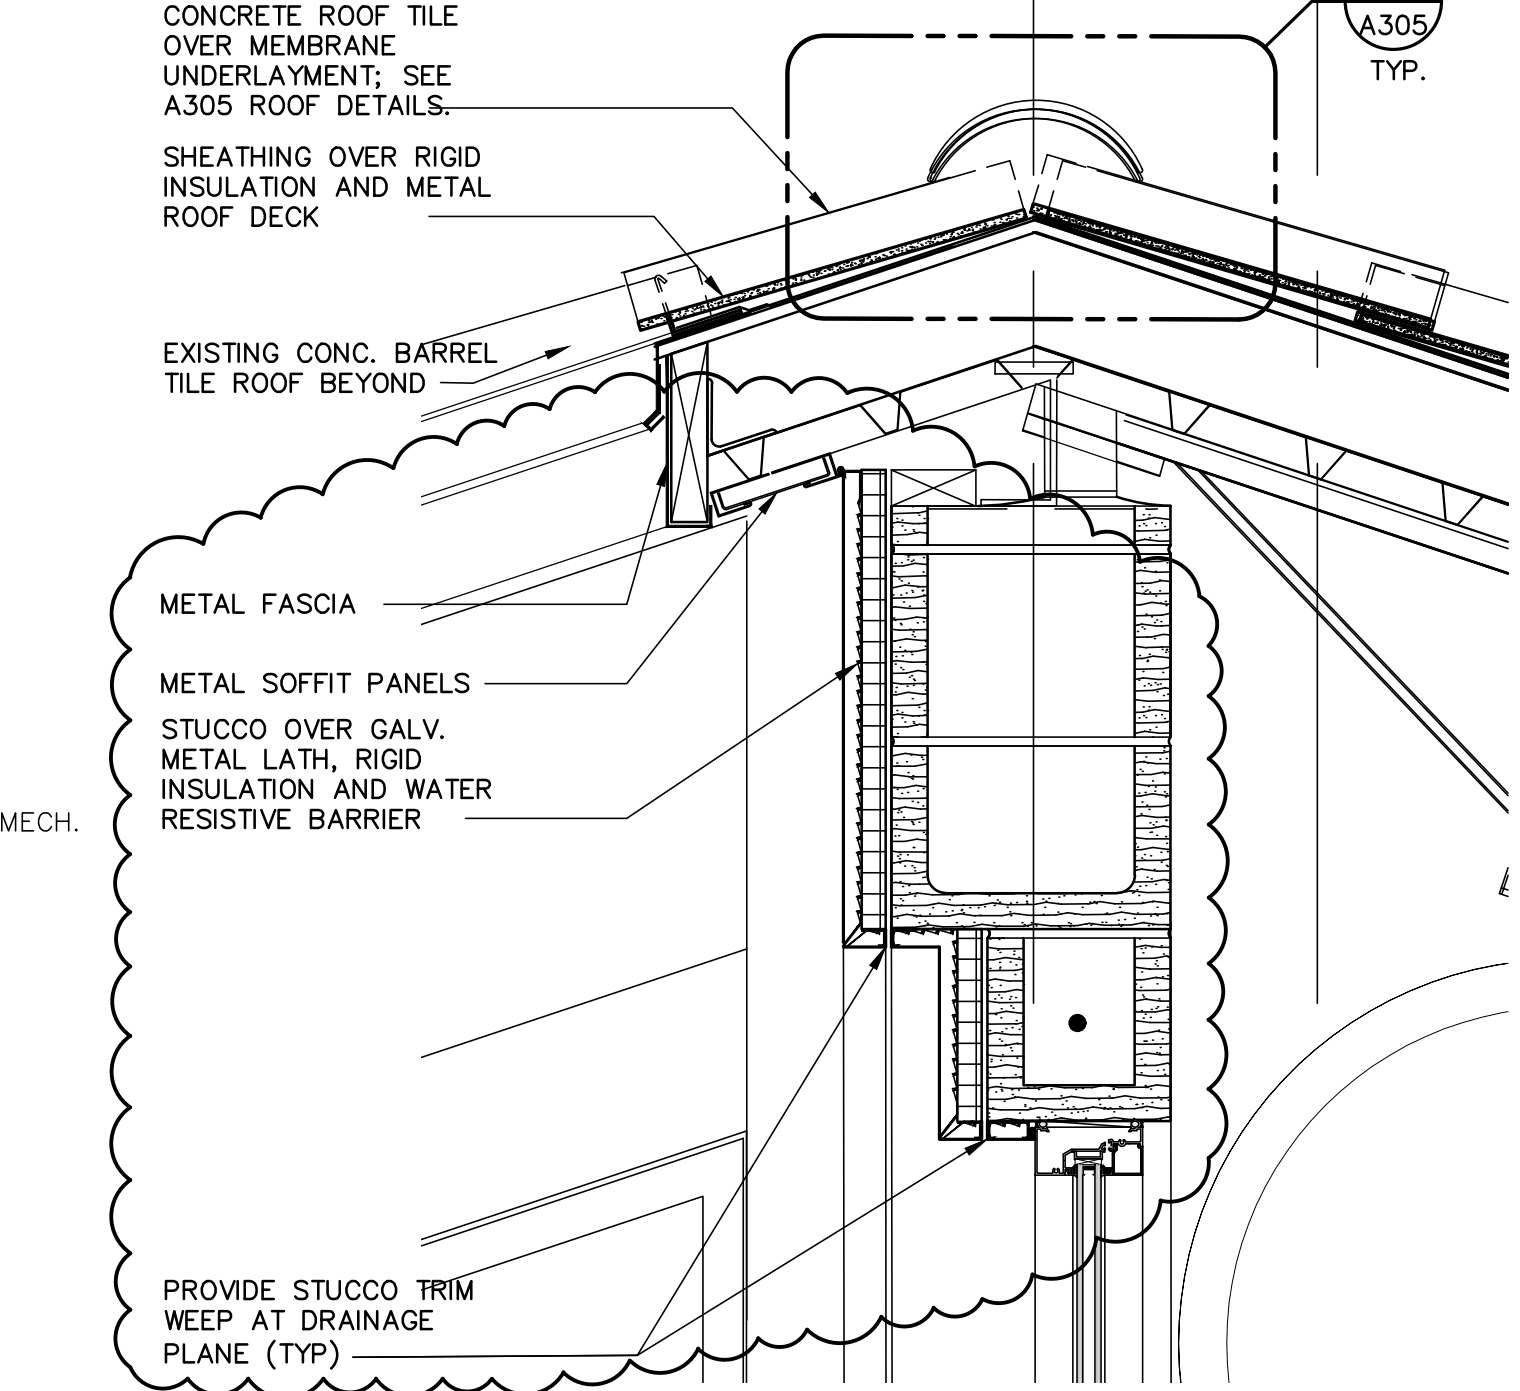 CONCRETE ROOF TILE
OVER MEMBRANE
UNDERLAYMENT; SEE
A305 ROOF DETAILS.
A305
TYP.
SHEATHING OVER RIGID
INSULATION AND METAL
ROOF DECK
EXISTING CONC. BARREL
TILE ROOF BEYOND
METAL FASCIA
METAL SOFFIT PANELS
STUCCO OVER GALV.
METAL LATH, RIGID
INSULATION AND WATER
RESISTIVE BARRIER
MECH.
PROVIDE STUCCO TRIM
WEEP AT DRAINAGE
PLANE (TYP)